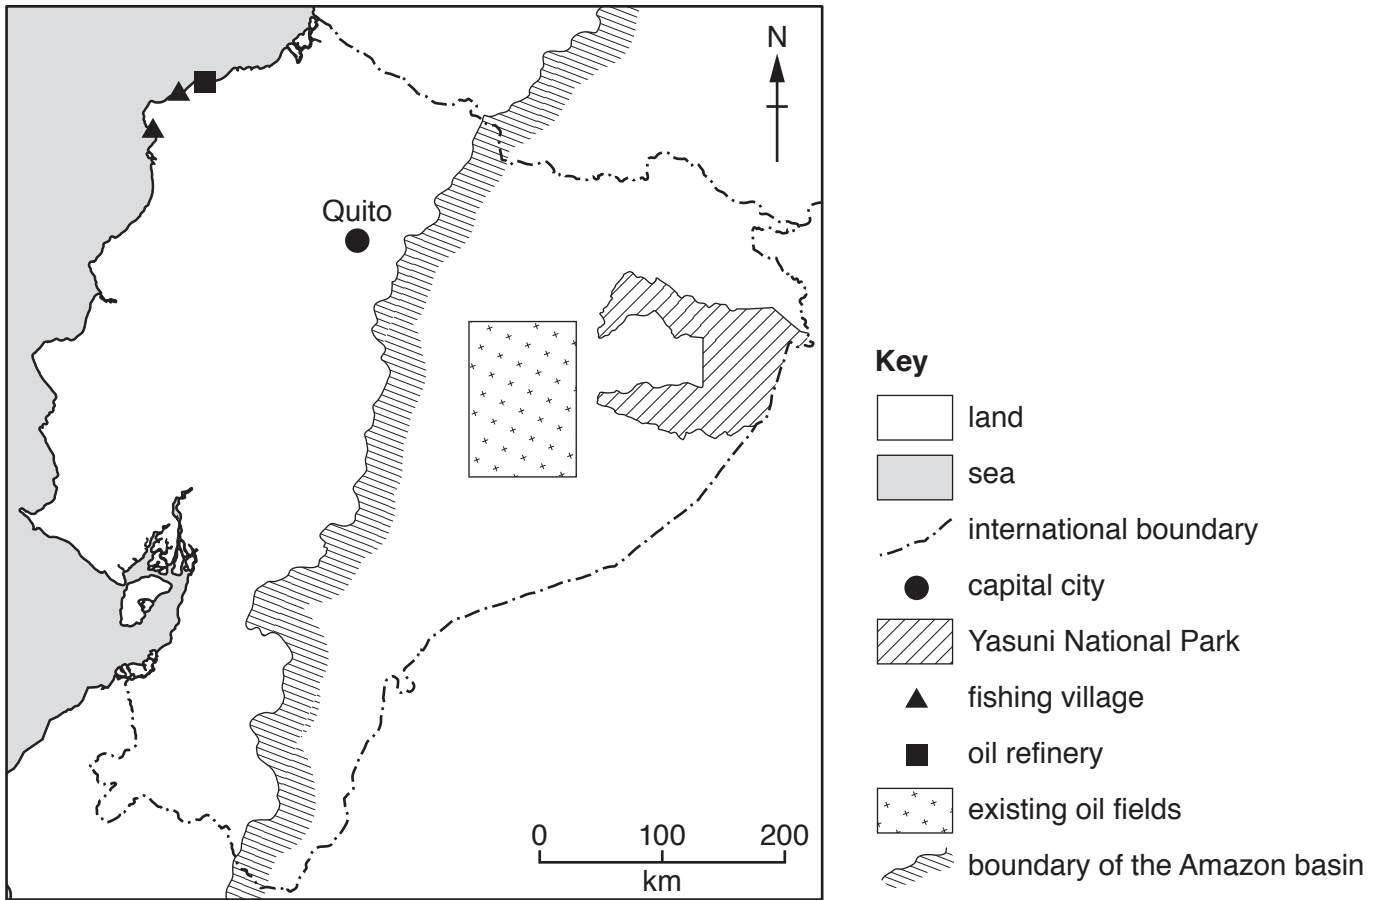 N
Quito
0 100 200
km
Key
land
sea
international boundary
capital city
Yasuni National Park
fishing village
oil refinery
existing oil fields
boundary of the Amazon basin